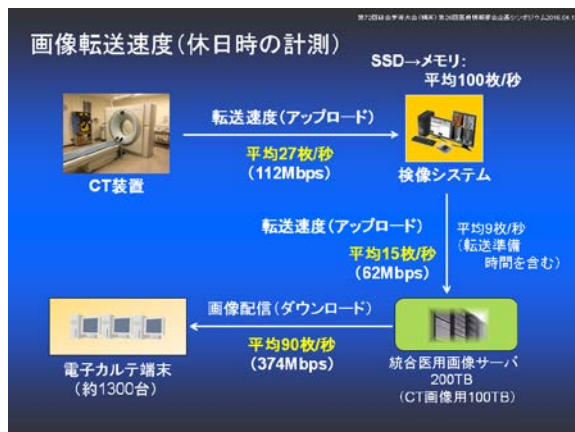 画像転送速度(休日時の計測)
SSD→メモリ:
平均100枚/秒
転送速度(アップロード)
平均27枚/秒
(112Mbps)
CT装置
検像システム
転送速度(アップロード)
平均15枚/秒
(62Mbps)
平均9枚/秒
(転送準備
時間を含む)
画像配信(ダウンロード)
平均90枚/秒
(374Mbps)
電子カルテ端末
(約1300台)
統合医用画像サーバ
200TB
(CT画像用100TB)